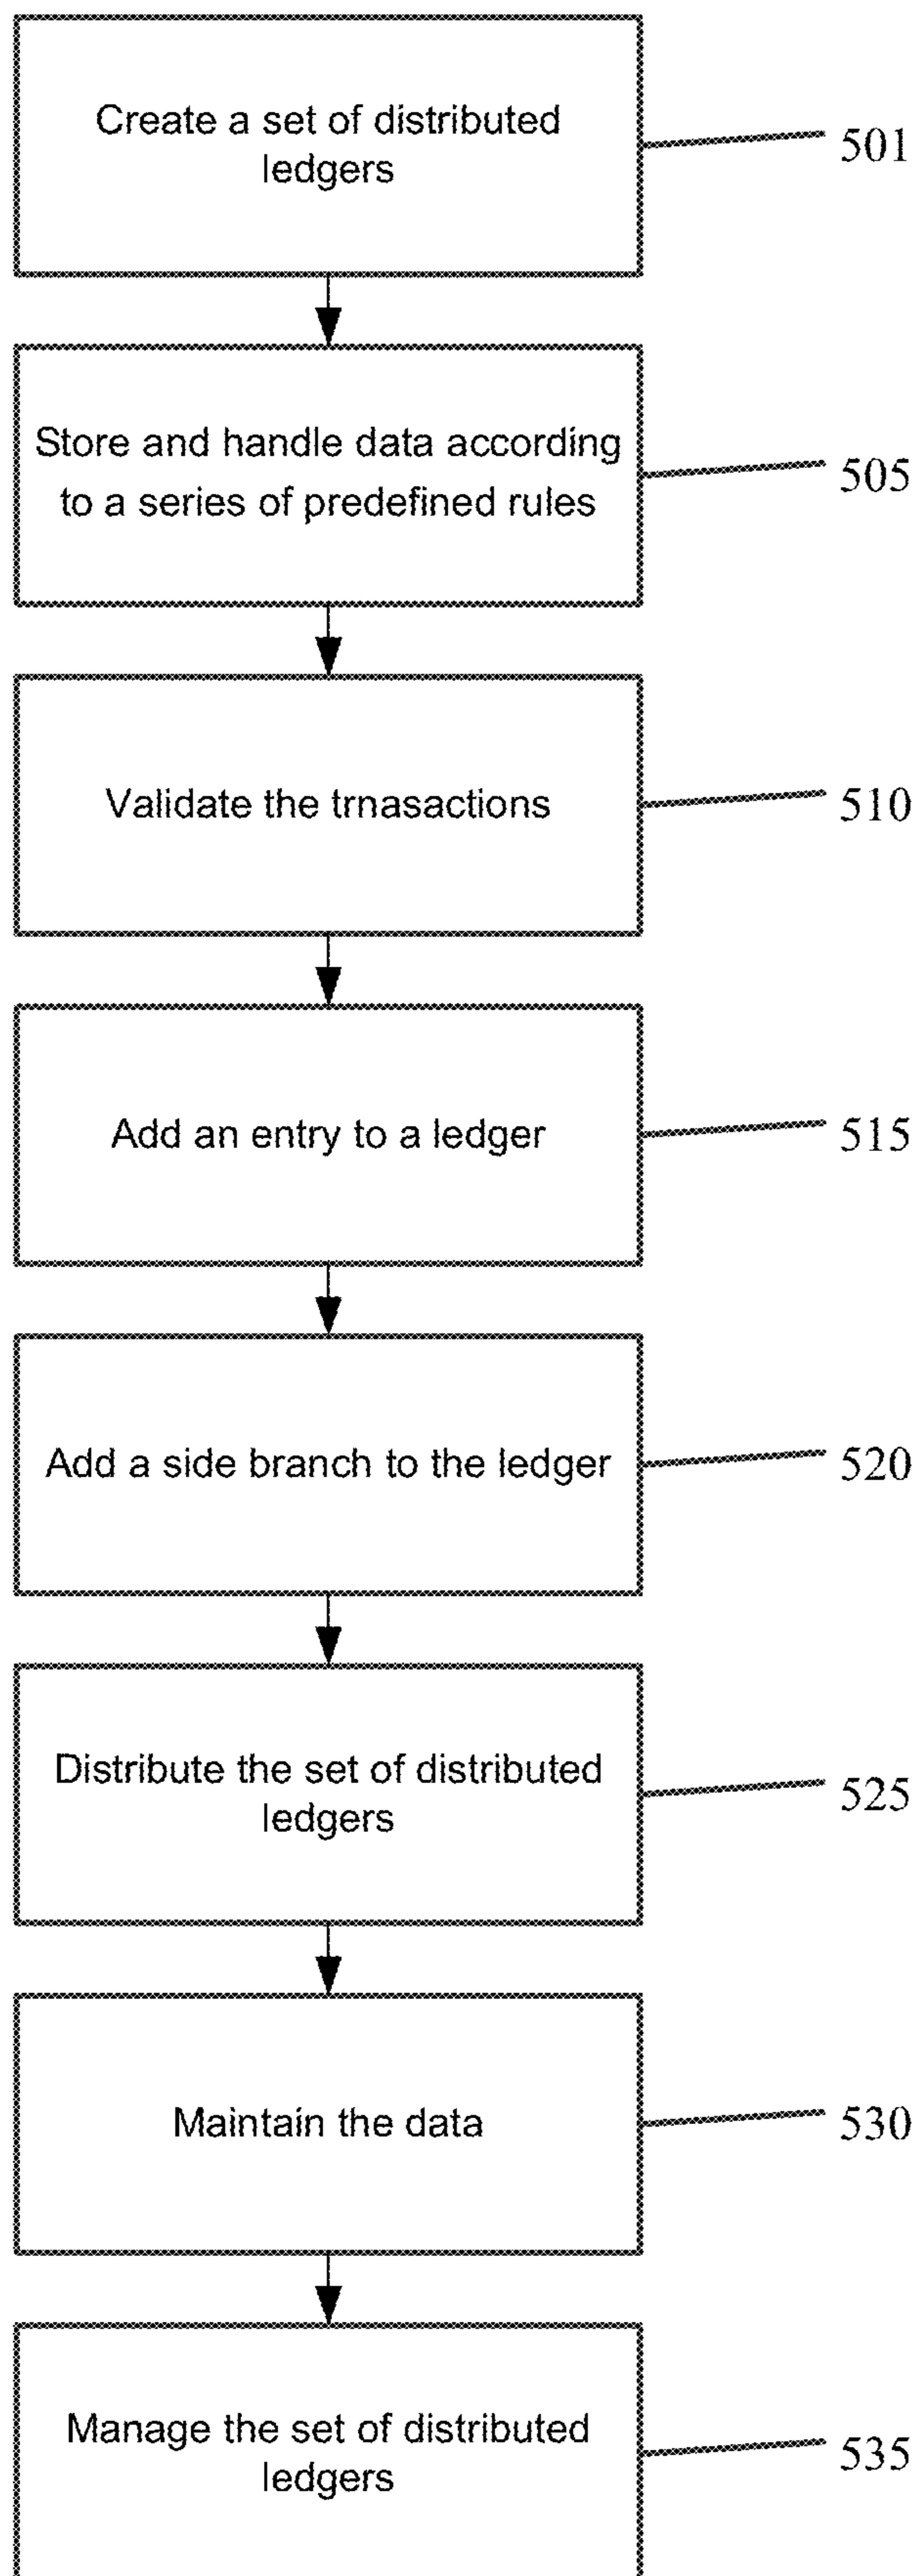 Create a set of distributed
ledgers
501
Store and handle data according
to a series of predefined rules
505
Validate the trnasactions
510
Add an entry to a ledger
515
Add a side branch to the ledger
520
Distribute the set of distributed
ledgers
525
Maintain the data
530
Manage the set of distributed
ledgers
535